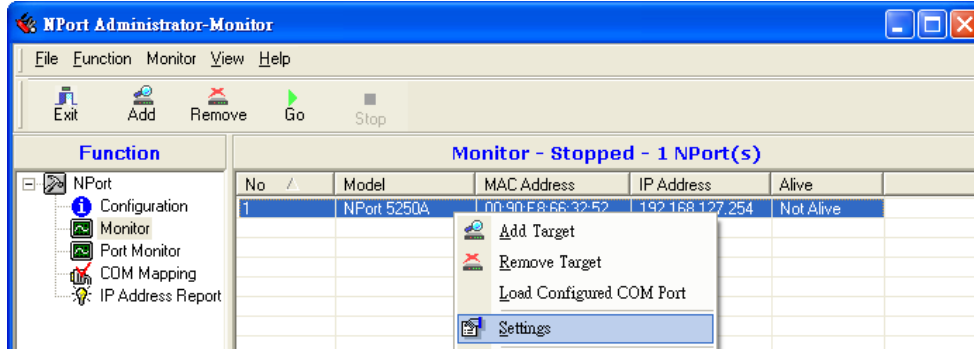 NPort Administrator-Monitor
File Function Monitor View Help
Exit Add Remove Go Stop
Function
Monitor - Stopped - 1 NPort(s)
NPort
Configuration
Monitor
Port Monitor
COM Mapping
IP Address Report
No Model MAC Address IP Address Alive
1 NPort 5250A 00:90:E8:66:32:52 192.168.127.254 Not Alive
Add Target
Remove Target
Load Configured COM Port
Settings